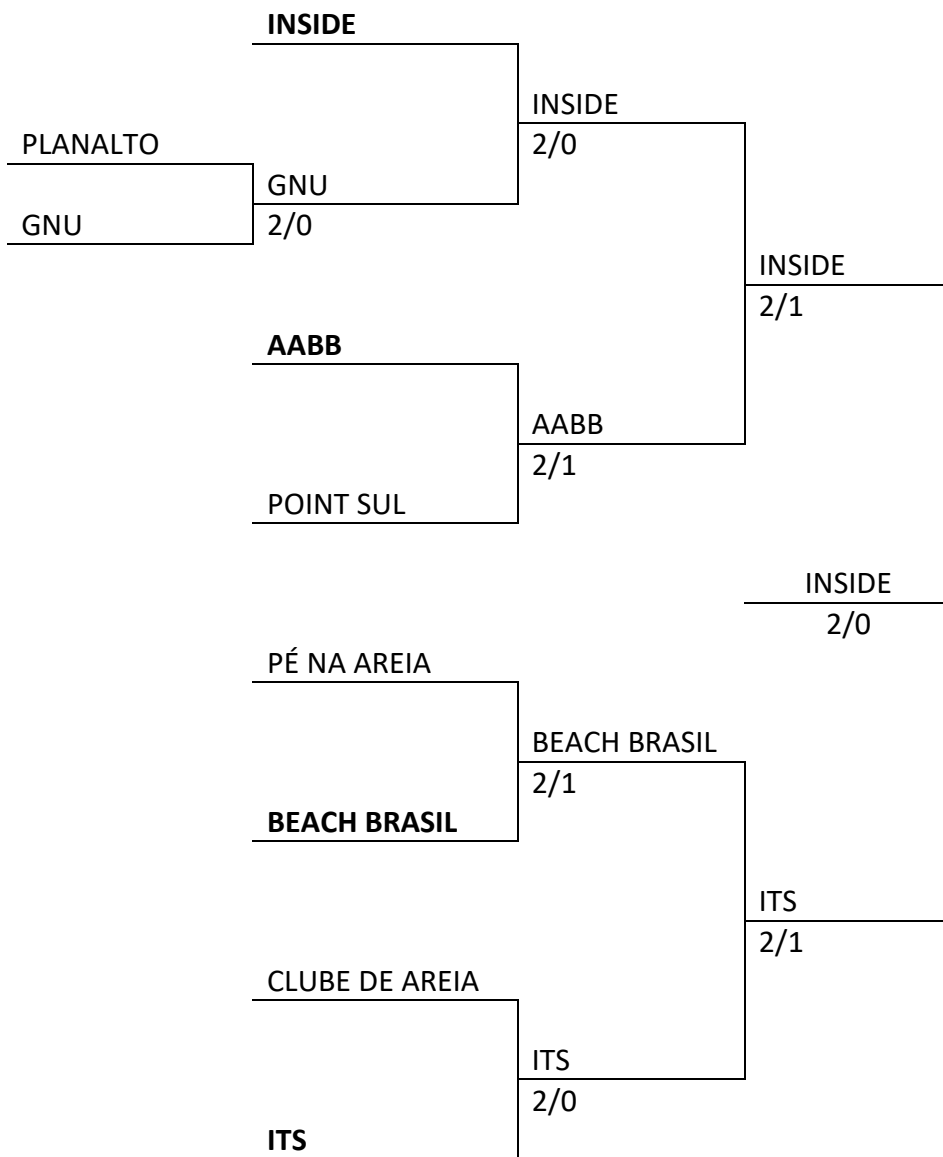 INSIDE
INSIDE
PLANALTO
2/0
GNU
GNU
2/0
INSIDE
2/1
AABB
AABB
2/1
POINT SUL
INSIDE
2/0
PÉ NA AREIA
BEACH BRASIL
2/1
BEACH BRASIL
ITS
2/1
CLUBE DE AREIA
ITS
2/0
ITS